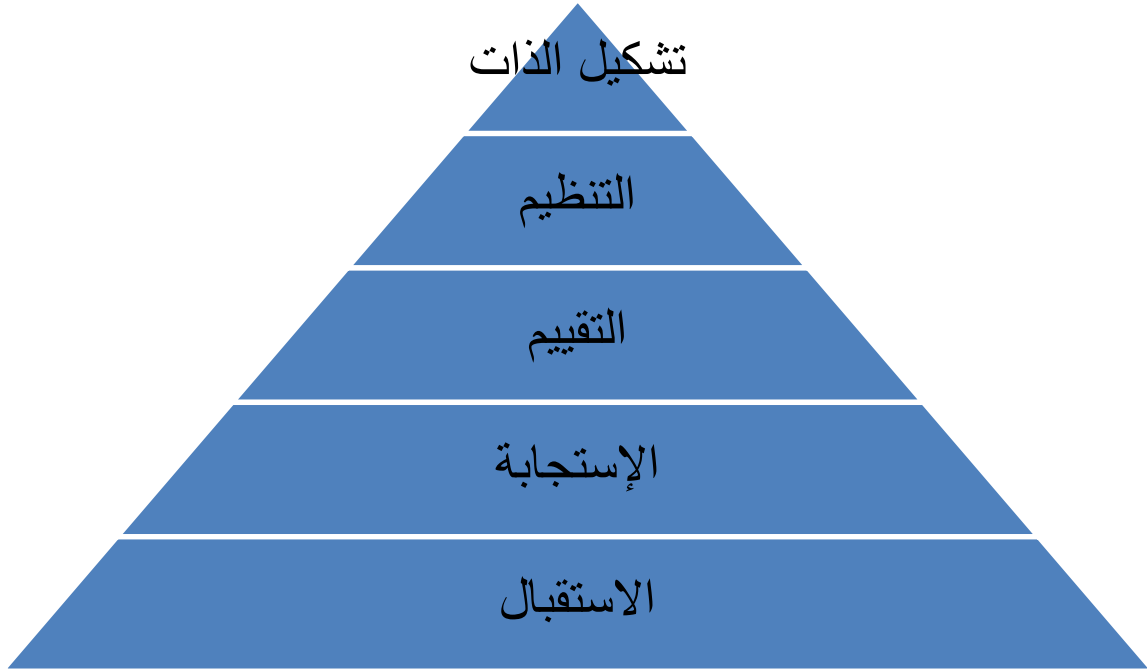 تشكيل الذات
التنظيم
التقييم
الإستجابة
الاستقبال